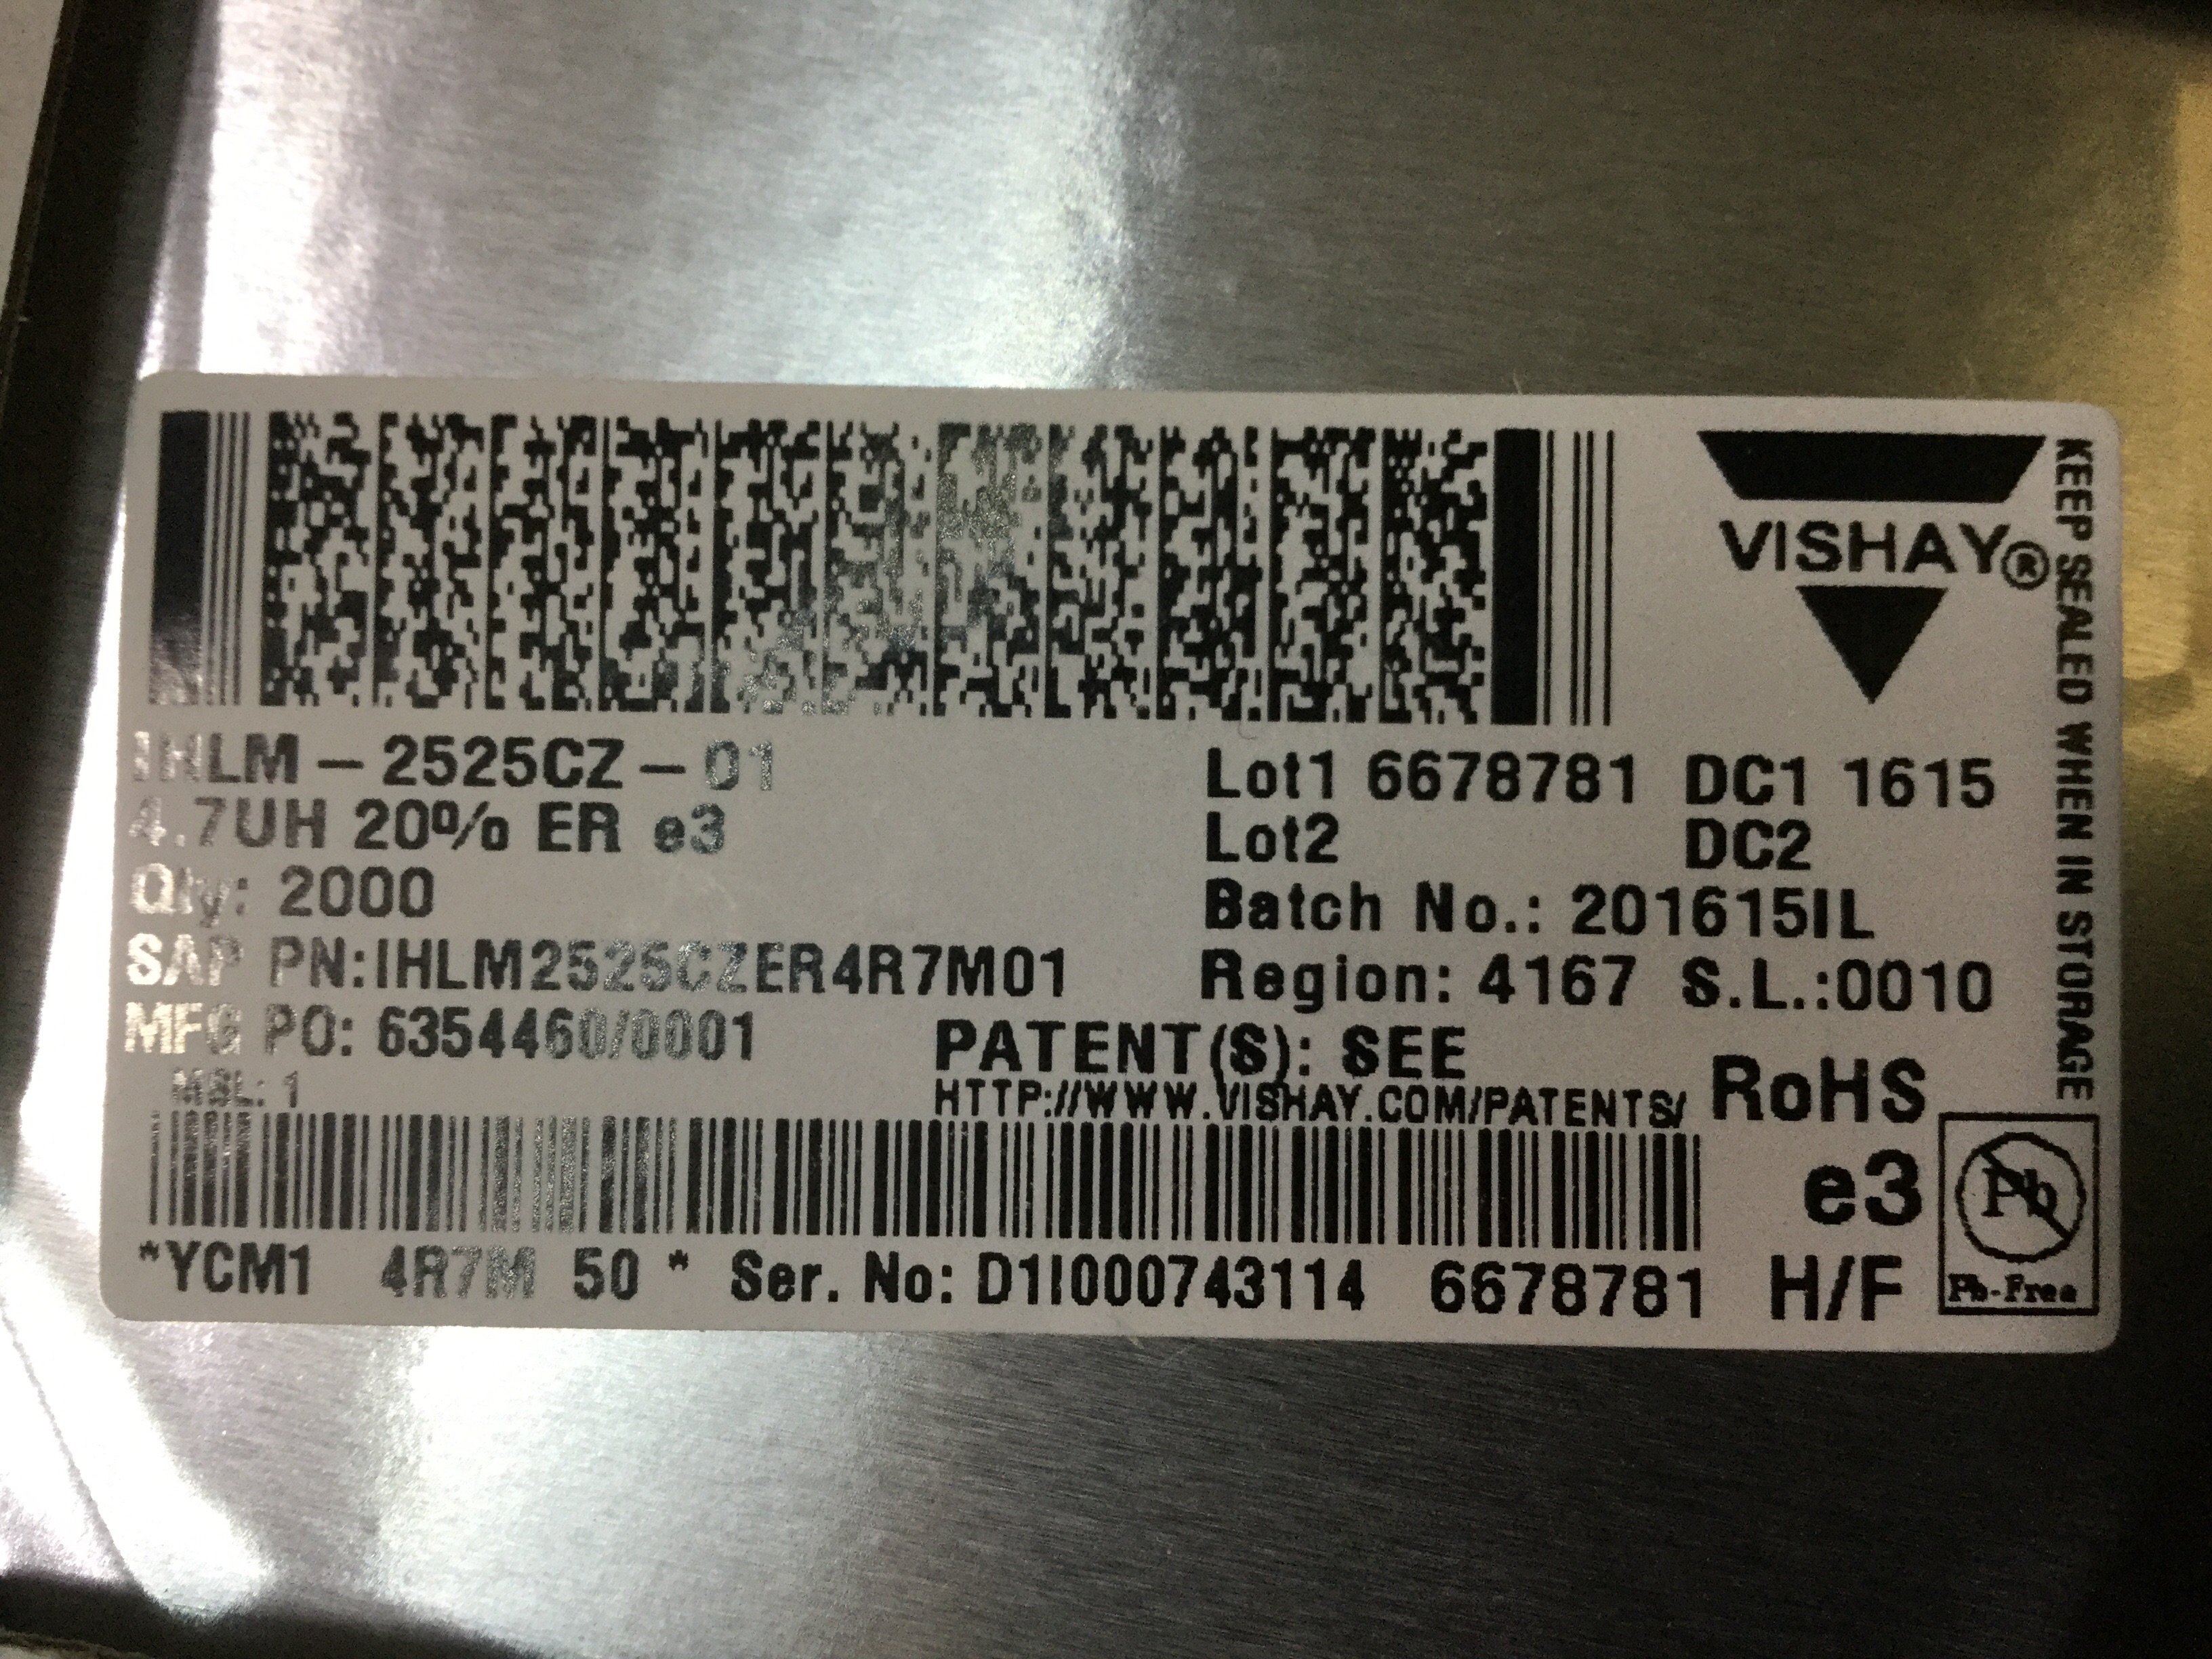 VISHAY®
KEEP SEALED WHEN IN STORAGE
IHLM-2525CZ-01
4.7UH 20% ER e3
Qty: 2000
SAP PN:IHLM2525CZER4R7M01
MFG PO: 6354460/0001
MSL: 1
Lot1 6678781 DC1 1615
Lot2 DC2
Batch No.: 201615IL
Region: 4167 S.L.:0010
PATENT(S): SEE
HTTP://WWW.VISHAY.COM/PATENTS/
RoHS
e3
Pb
Pb-Free
*YCM1 4R7M 50 * Ser. No: D1I000743114 6678781 H/F